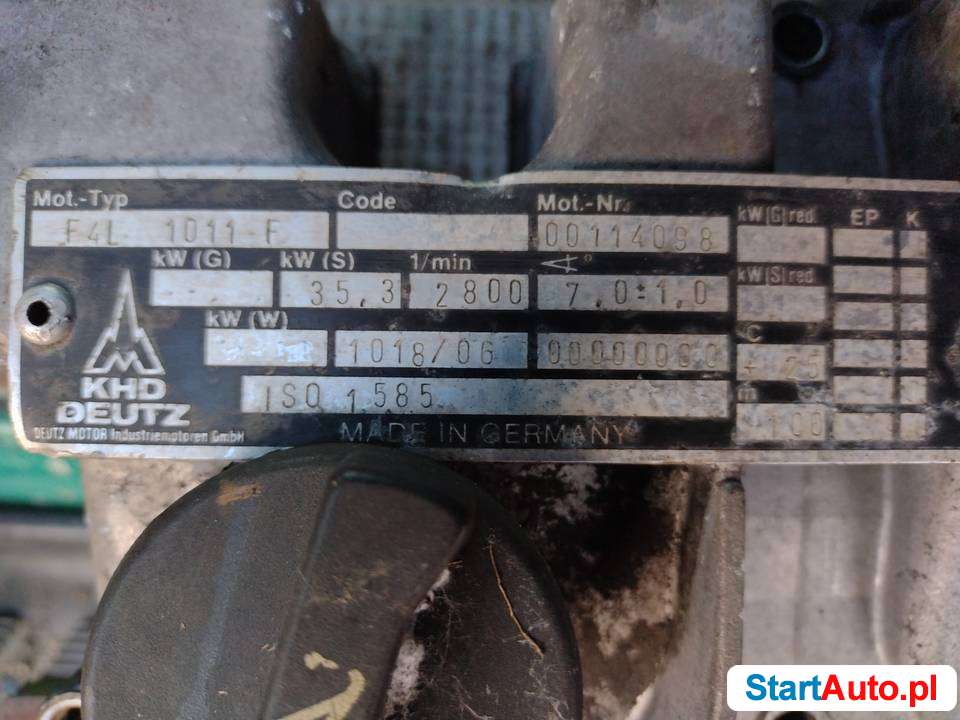 Mot.-Typ Code Mot.-Nr. kW(G)red. EP K
F4L 1011 F 00114098
kW (G) kW (S) 1/min ∢° kW(S)red.
35,3 2800 7,0±1,0
kW (W) °C
1018/06 00000000 + 25
KHD m
DEUTZ ISO 1585 100
DEUTZ MOTOR Industriemotoren GmbH MADE IN GERMANY
StartAuto.pl